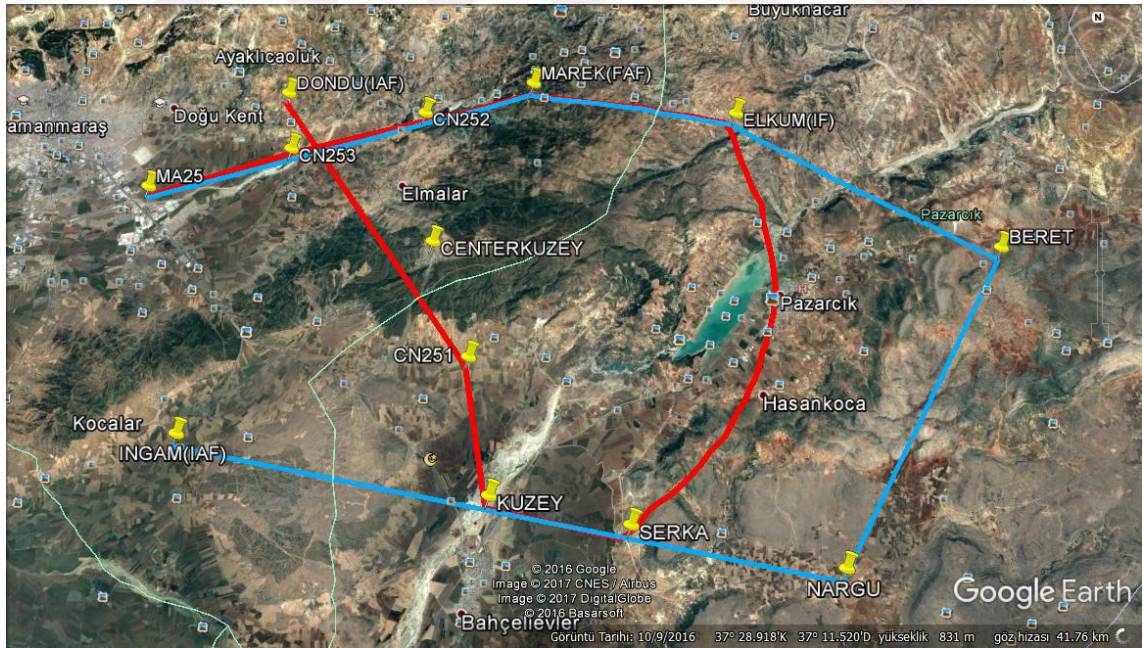 Büyüknacar
N
Ayaklıcaoluk
DONDU(IAF)
MAREK(FAF)
amanmaraş
Doğu Kent
CN252
ELKUM(IF)
CN253
MA25
Elmalar
Pazarcık
BERET
CENTERKUZEY
H
Pazarcık
CN251
Hasankoca
Kocalar
INGAM(IAF)
KUZEY
SERKA
NARGU
© 2016 Google
Image © 2017 CNES / Airbus
Image © 2017 DigitalGlobe
© 2016 Basarsoft
Google Earth
Bahçelievler
Görüntü Tarihi: 10/9/2016 37° 28.918'K 37° 11.520'D yükseklik 831 m göz hizası 41.76 km